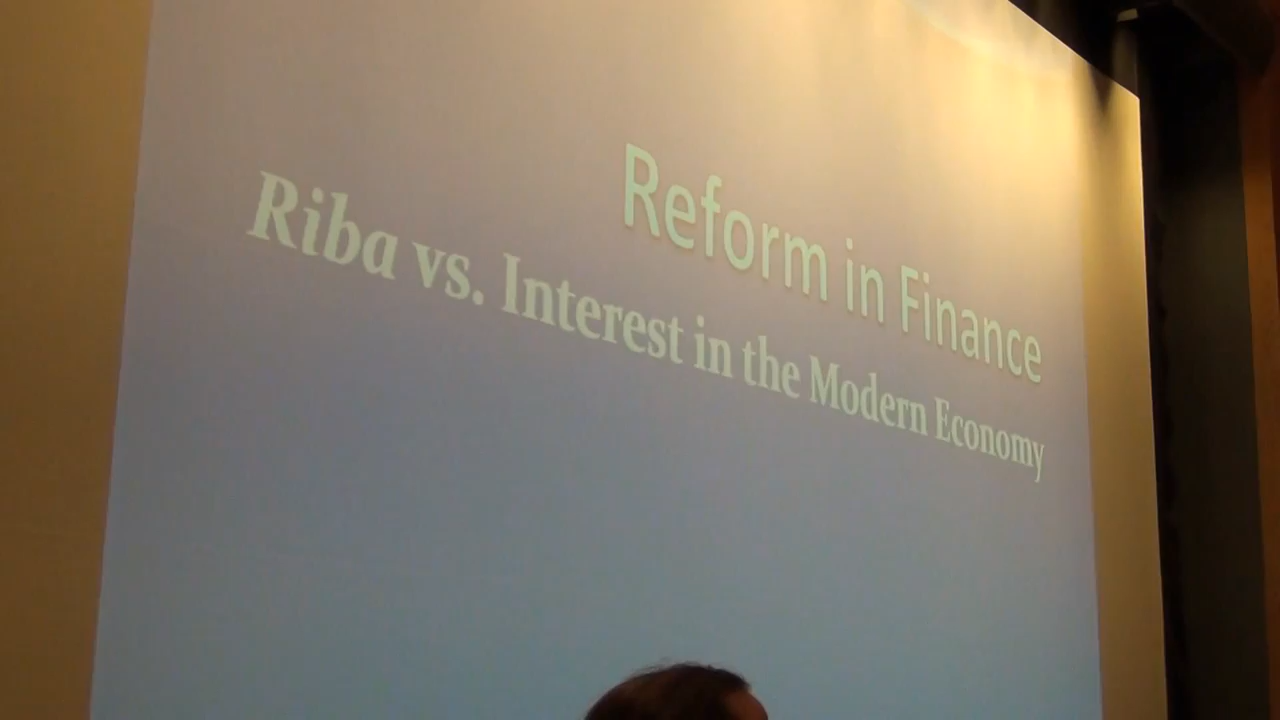 Reform in Finance
Riba vs. Interest in the Modern Economy